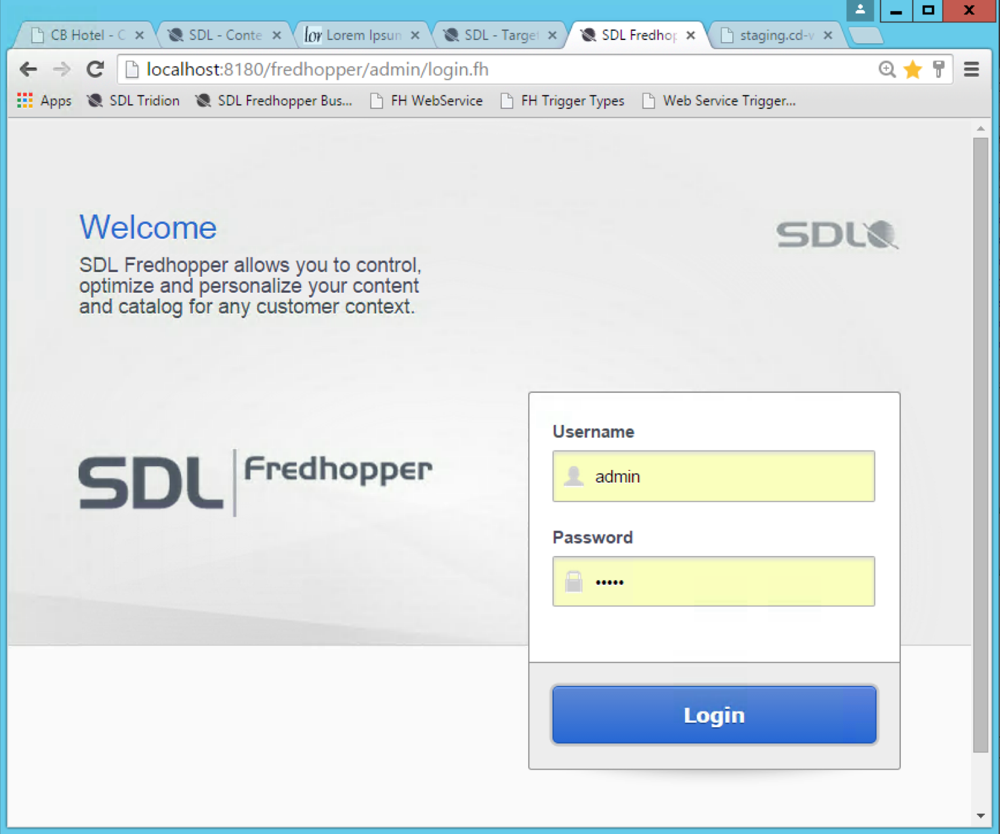 CB Hotel - C
SDL - Conte
lor Lorem Ipsun
SDL - Target
SDL Fredhop
staging.cd-v
localhost:8180/fredhopper/admin/login.fh
Apps
SDL Tridion
SDL Fredhopper Bus...
FH WebService
FH Trigger Types
Web Service Trigger...
Welcome
SDL
SDL Fredhopper allows you to control,
optimize and personalize your content
and catalog for any customer context.
SDL Fredhopper
Username
admin
Password
•••••
Login